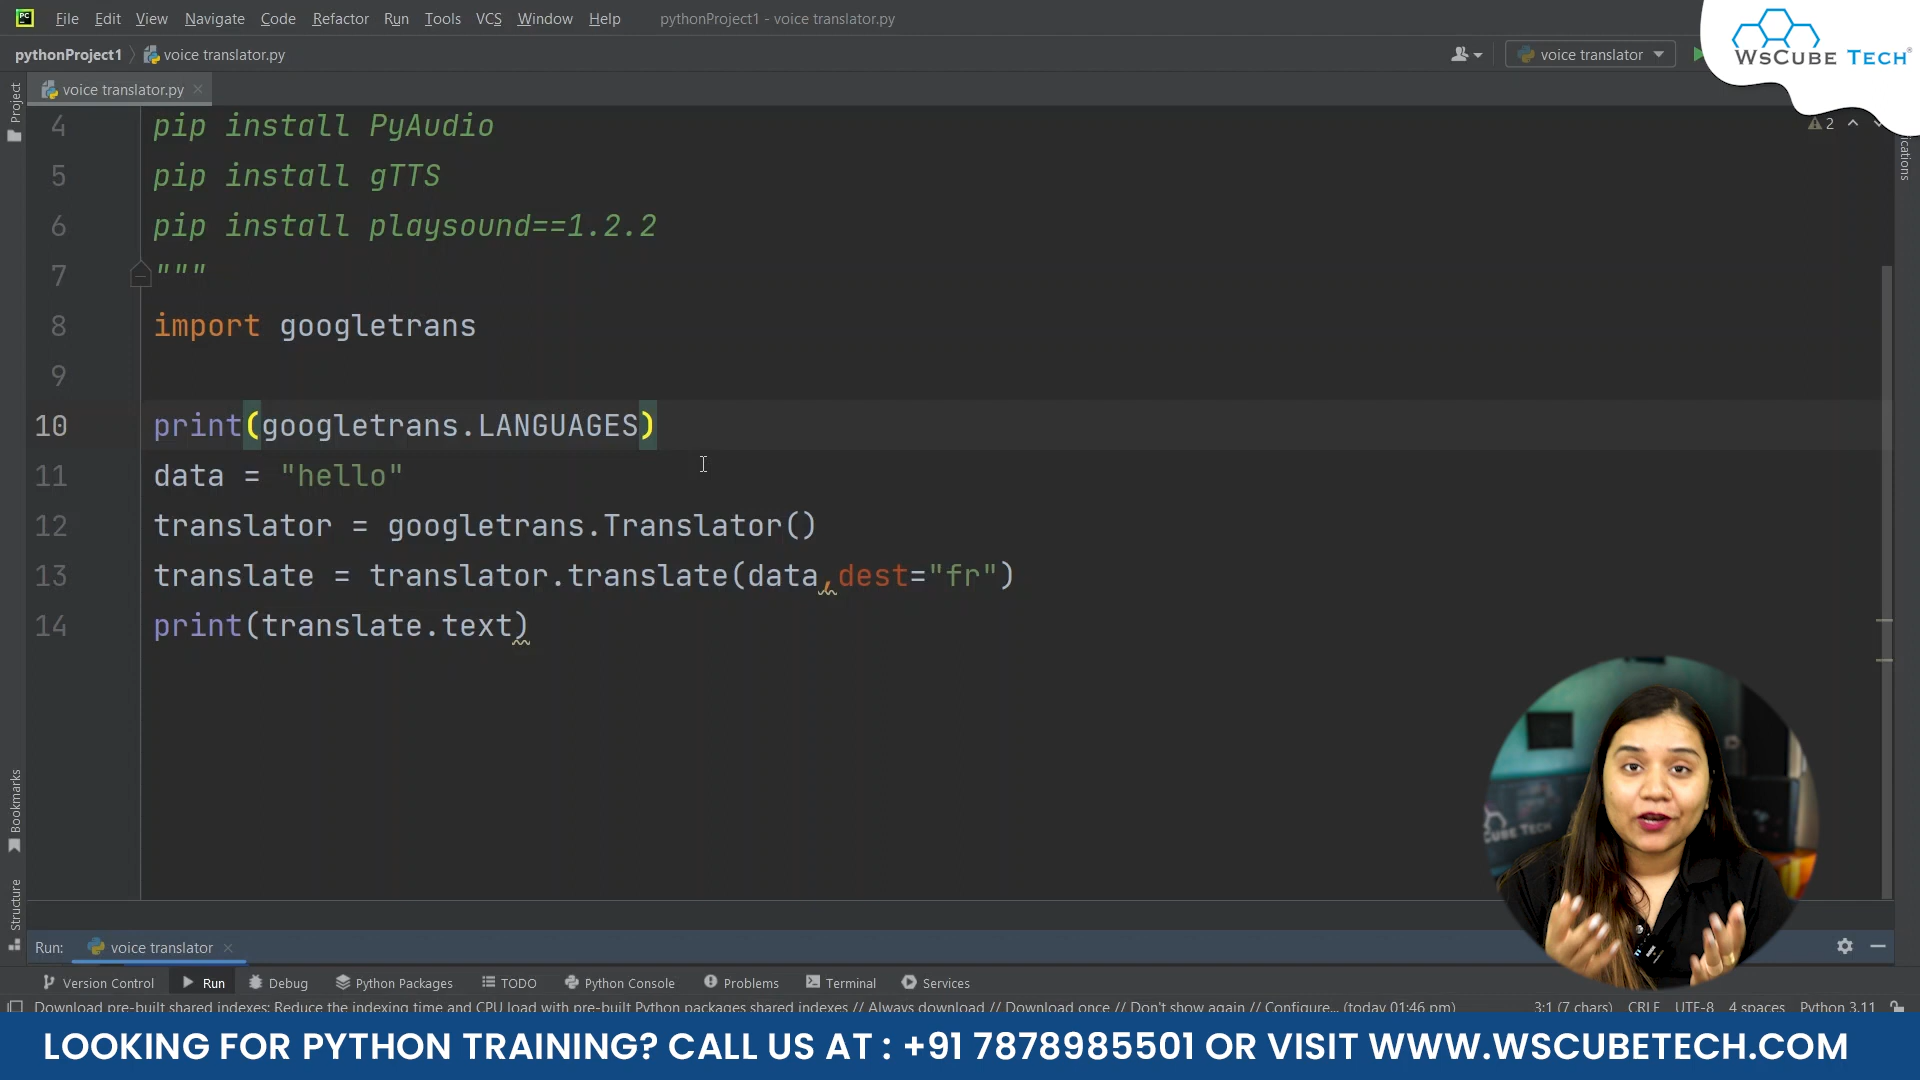 File Edit View Navigate Code Refactor Run Tools VCS Window Help pythonProject1 - voice translator.py
pythonProject1 voice translator.py
voice translator
WsCube Tech
Project
voice translator.py
2
4 pip install PyAudio
5 pip install gTTS
6 pip install playsound==1.2.2
7 """
8 import googletrans
9
10 print(googletrans.LANGUAGES)
11 data = "hello"
12 translator = googletrans.Translator()
13 translate = translator.translate(data,dest="fr")
14 print(translate.text)
Bookmarks
Structure
CUBE TECH
Run: voice translator
Version Control Run Debug Python Packages TODO Python Console Problems Terminal Services
Download pre-built shared indexes: Reduce the indexing time and CPU load with pre-built Python packages shared indexes // Always download // Download once // Don't show again // Configure... (today 01:46 pm) 3:1 (7 chars) CRLF UTF-8 4 spaces Python 3.11
LOOKING FOR PYTHON TRAINING? CALL US AT : +91 7878985501 OR VISIT WWW.WSCUBETECH.COM